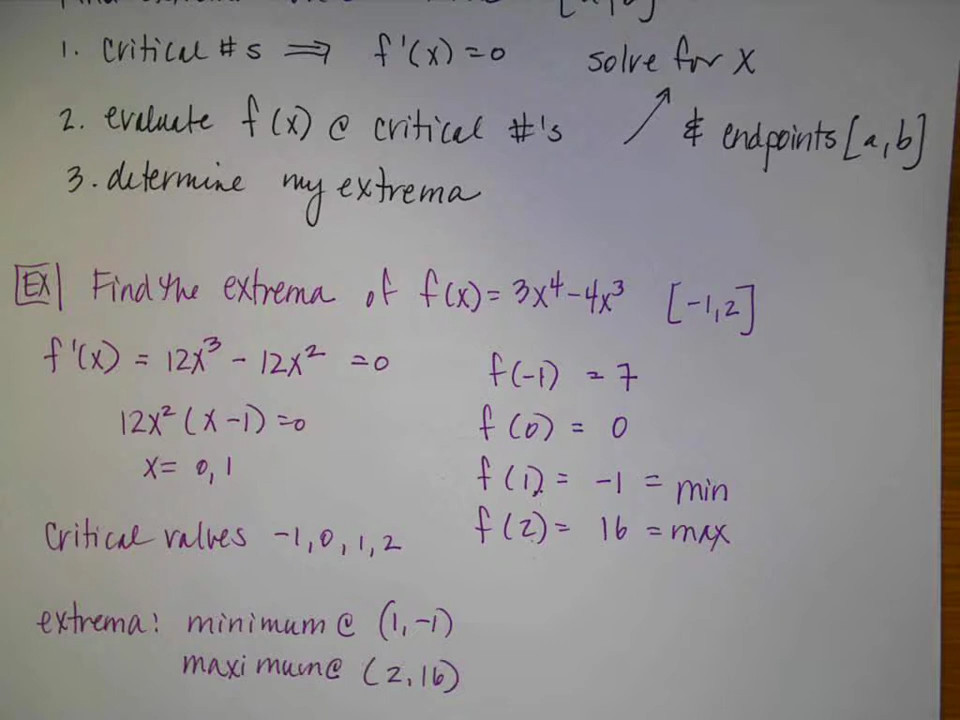 [a, b]
1. critical #s ⟹ f'(x) = 0 solve for x
2. evaluate f(x) @ critical #'s ↗ & endpoints [a, b]
3. determine my extrema
EX Find the extrema of f(x) = 3x⁴ - 4x³ [-1, 2]
f'(x) = 12x³ - 12x² = 0
12x² (x - 1) = 0
x = 0, 1
critical values -1, 0, 1, 2
f(-1) = 7
f(0) = 0
f(1) = -1 = min
f(2) = 16 = max
extrema: minimum @ (1, -1)
maximum @ (2, 16)